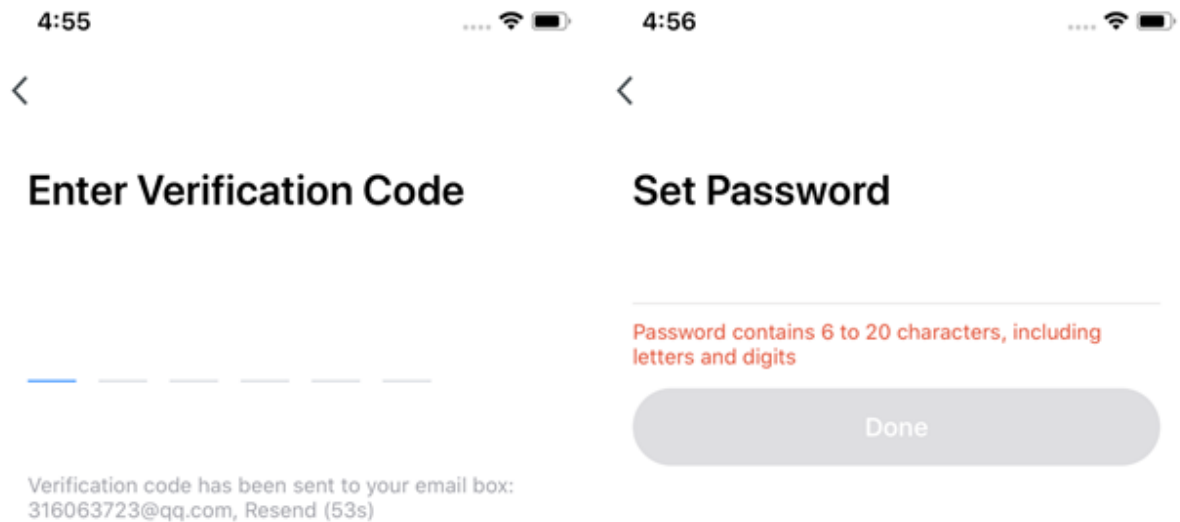 4:55
Enter Verification Code
Verification code has been sent to your email box:
316063723@qq.com, Resend (53s)
4:56
Set Password
Password contains 6 to 20 characters, including
letters and digits
Done